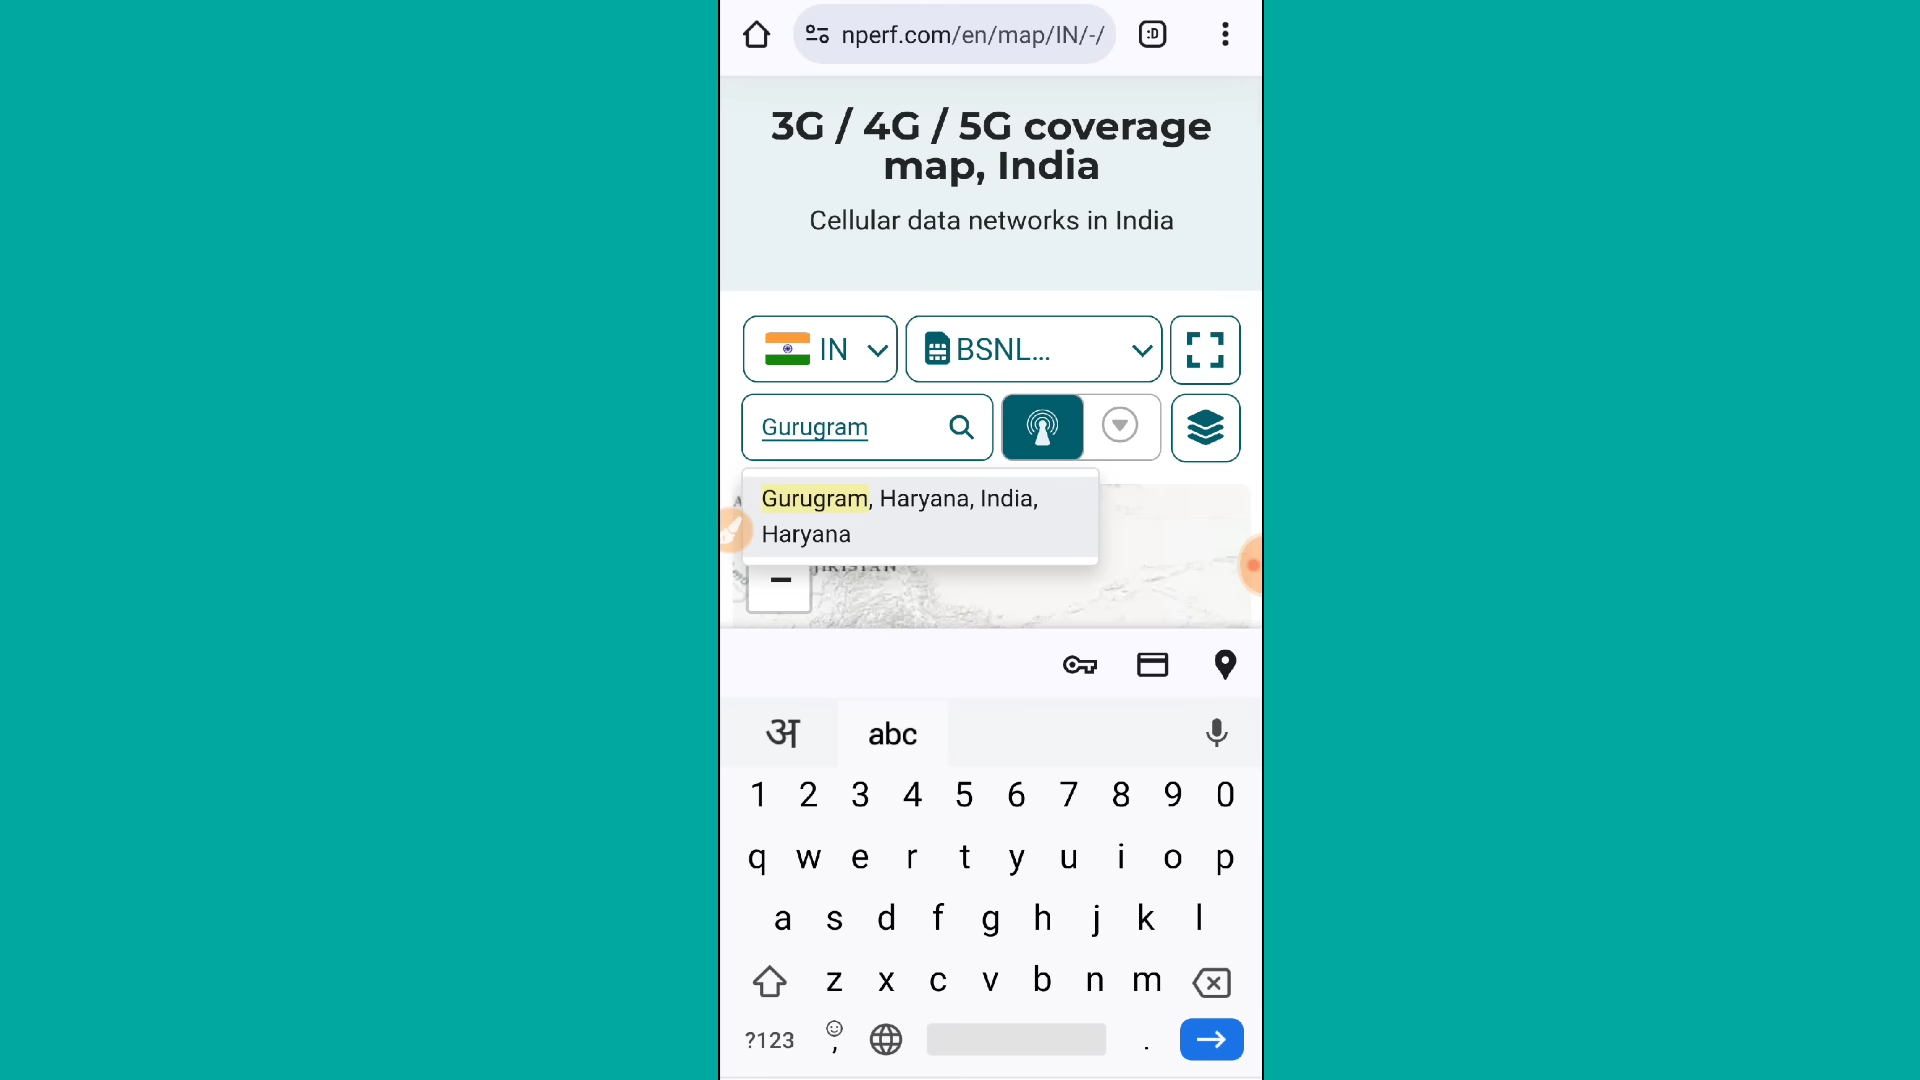 nperf.com/en/map/IN/-/
:D
3G / 4G / 5G coverage
map, India
Cellular data networks in India
IN
BSNL...
Gurugram
Gurugram, Haryana, India,
Haryana
−
अ abc
1 2 3 4 5 6 7 8 9 0
q w e r t y u i o p
a s d f g h j k l
z x c v b n m
?123 , .